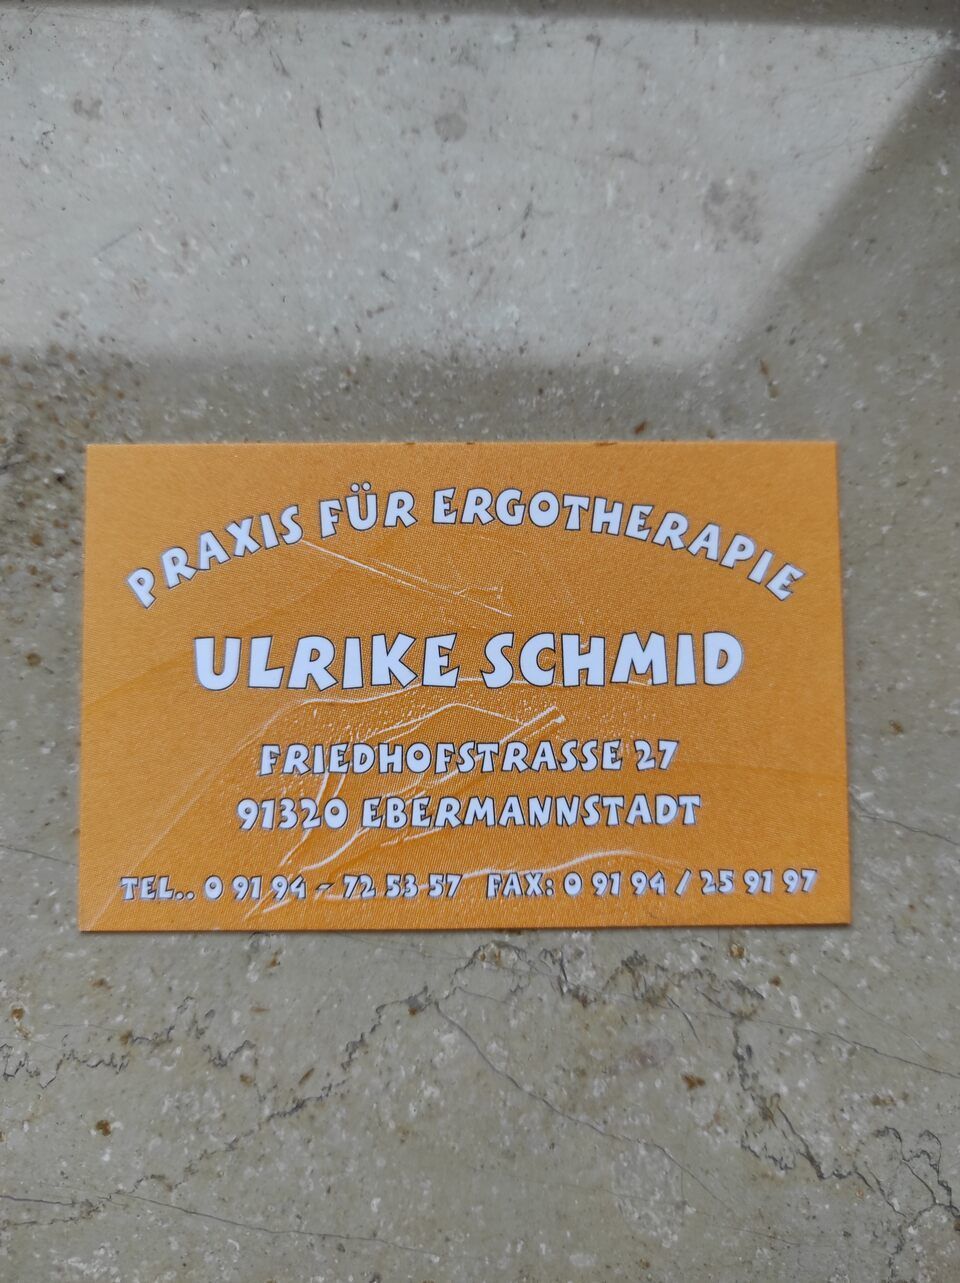 PRAXIS FÜR ERGOTHERAPIE
ULRIKE SCHMID
FRIEDHOFSTRASSE 27
91320 EBERMANNSTADT
TEL.. 0 91 94 - 72 53 57 FAX: 0 91 94 / 25 91 97